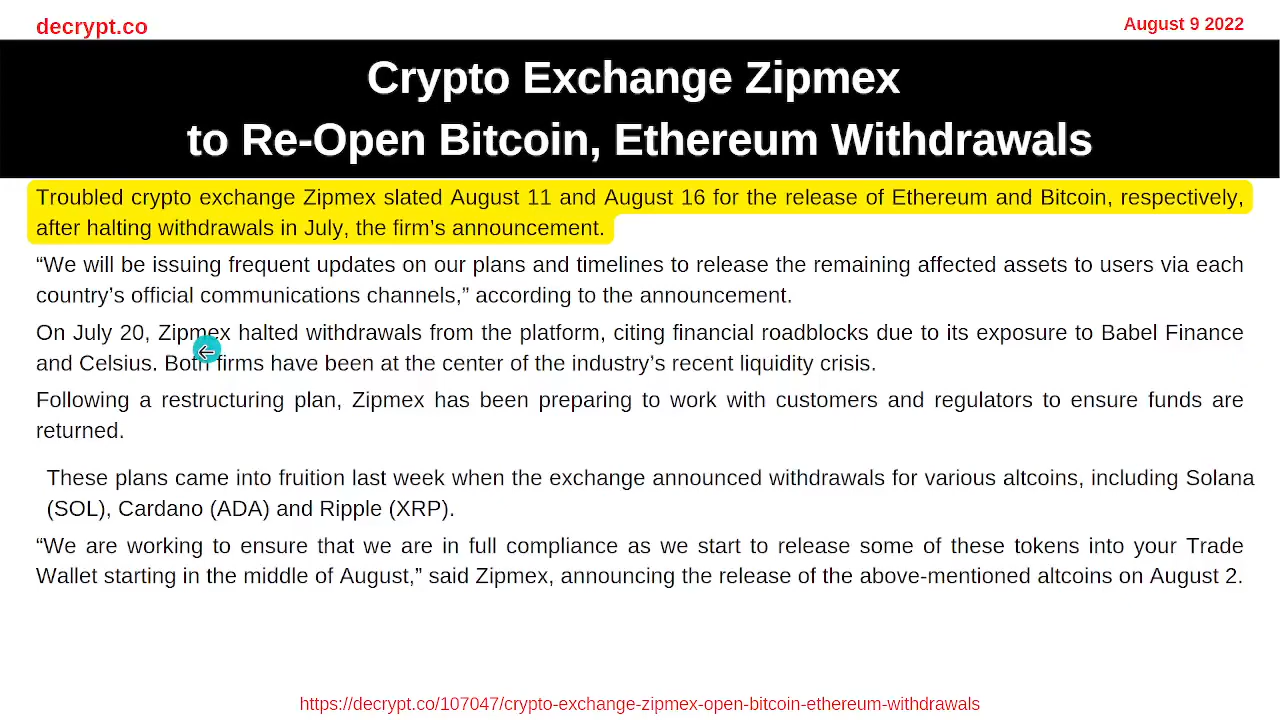 decrypt.co
August 9 2022
Crypto Exchange Zipmex
to Re-Open Bitcoin, Ethereum Withdrawals
Troubled crypto exchange Zipmex slated August 11 and August 16 for the release of Ethereum and Bitcoin, respectively,
after halting withdrawals in July, the firm’s announcement.
“We will be issuing frequent updates on our plans and timelines to release the remaining affected assets to users via each
country’s official communications channels,” according to the announcement.
On July 20, Zipmex halted withdrawals from the platform, citing financial roadblocks due to its exposure to Babel Finance
and Celsius. Both firms have been at the center of the industry’s recent liquidity crisis.
Following a restructuring plan, Zipmex has been preparing to work with customers and regulators to ensure funds are
returned.
These plans came into fruition last week when the exchange announced withdrawals for various altcoins, including Solana
(SOL), Cardano (ADA) and Ripple (XRP).
“We are working to ensure that we are in full compliance as we start to release some of these tokens into your Trade
Wallet starting in the middle of August,” said Zipmex, announcing the release of the above-mentioned altcoins on August 2.
https://decrypt.co/107047/crypto-exchange-zipmex-open-bitcoin-ethereum-withdrawals